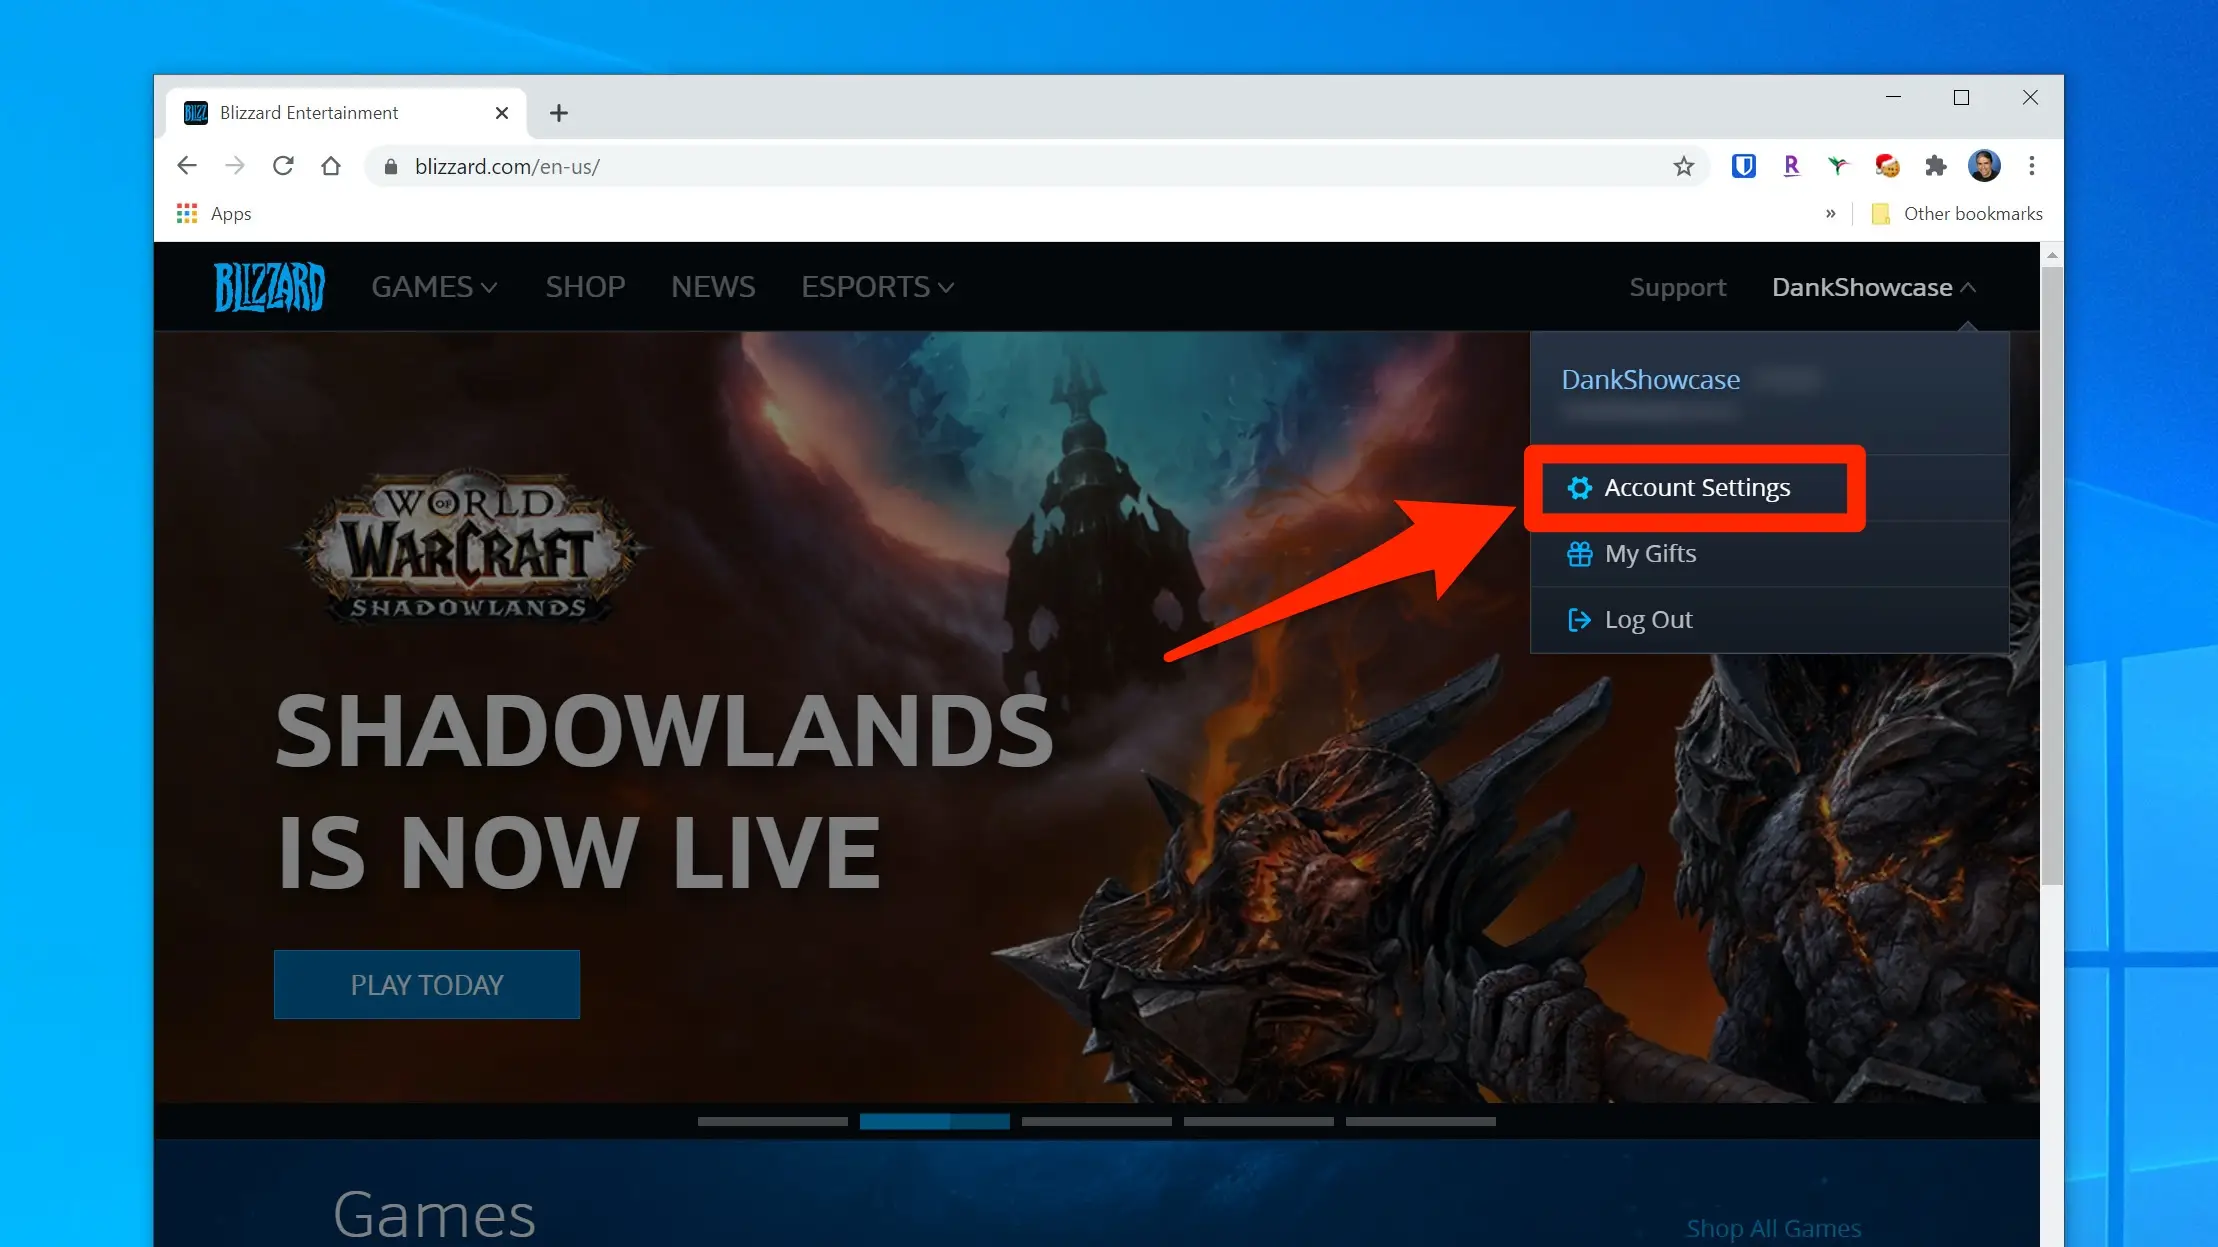 Blizzard Entertainment
blizzard.com/en-us/
R
Apps
» Other bookmarks
BLIZZARD GAMES SHOP NEWS ESPORTS Support DankShowcase
DankShowcase
Account Settings
My Gifts
Log Out
WORLD OF WARCRAFT
SHADOWLANDS
SHADOWLANDS
IS NOW LIVE
PLAY TODAY
Games
Shop All Games